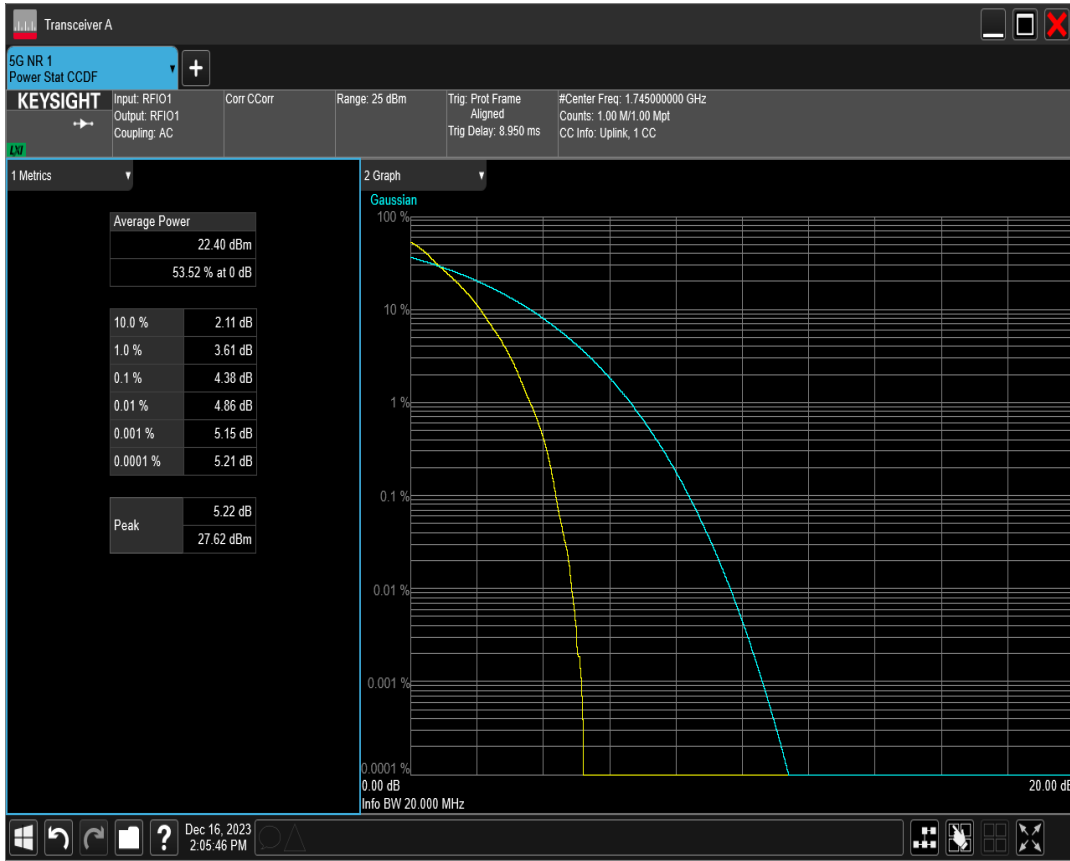 Transceiver A
5G NR 1
Power Stat CCDF
+
KEYSIGHT
LXI
Input: RFIO1
Output: RFIO1
Coupling: AC
Corr CCorr
Range: 25 dBm
Trig: Prot Frame
Aligned
Trig Delay: 8.950 ms
#Center Freq: 1.745000000 GHz
Counts: 1.00 M/1.00 Mpt
CC Info: Uplink, 1 CC
1 Metrics
Average Power
22.40 dBm
53.52 % at 0 dB
10.0 % 2.11 dB
1.0 % 3.61 dB
0.1 % 4.38 dB
0.01 % 4.86 dB
0.001 % 5.15 dB
0.0001 % 5.21 dB
Peak 5.22 dB
27.62 dBm
2 Graph
Gaussian
100 %
10 %
1 %
0.1 %
0.01 %
0.001 %
0.0001 %
0.00 dB 20.00 dB
Info BW 20.000 MHz
? Dec 16, 2023
2:05:46 PM